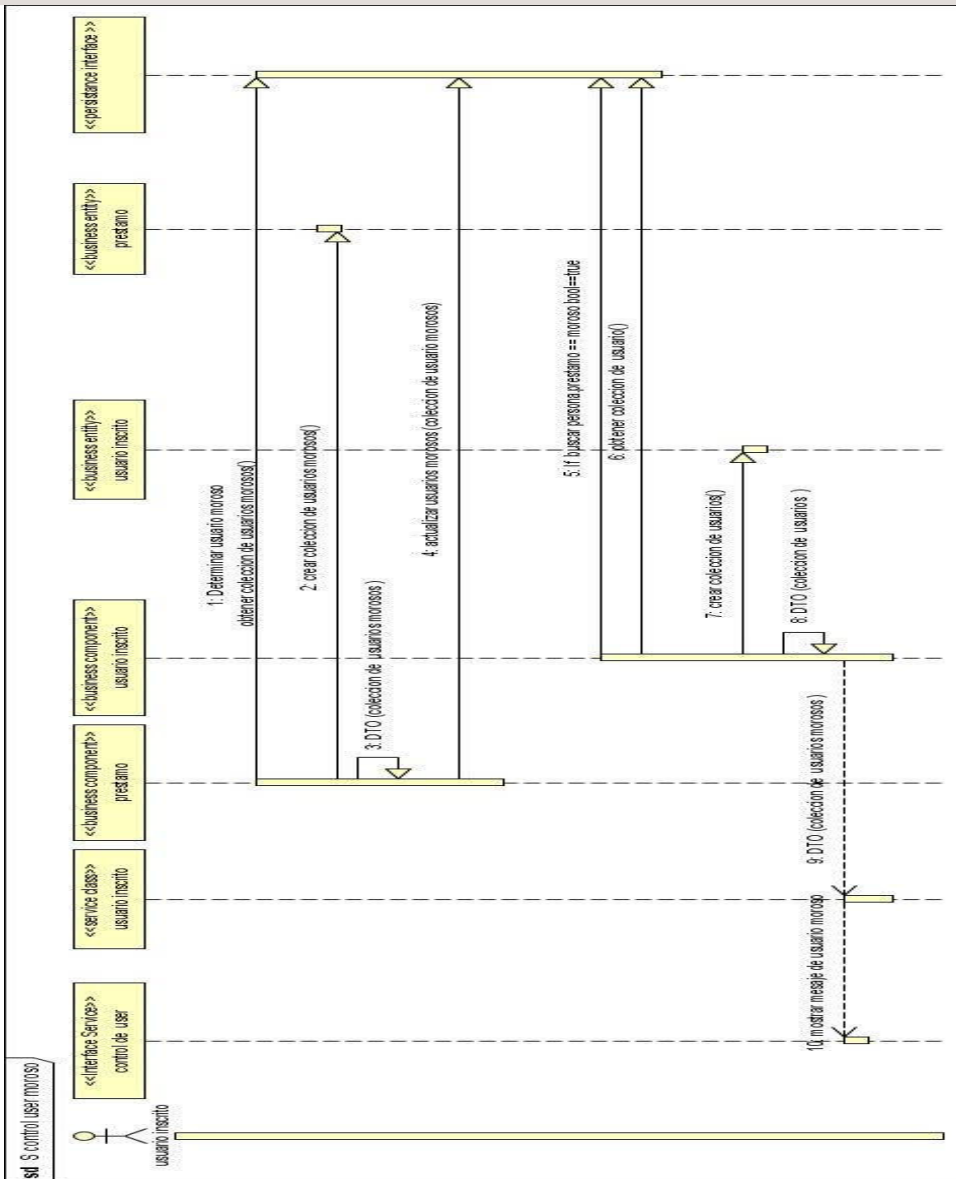 sd S control user moroso
usuario inscrito
<<Interface Service>>
control de user
<<service class>>
usuario inscrito
<<business component>>
prestamo
<<business component>>
usuario inscrito
<<business entity>>
usuario inscrito
<<business entity>>
prestamo
<<persistance interface >>
1: Determinar usuario moroso
obtener coleccion de usuarios morosos()
2: crear coleccion de usuarios morosos()
3: DTO (coleccion de usuarios morosos )
4: actualizar usuarios morosos (coleccion de usuario morosos)
5: If buscar persona.prestamo == moroso bool==true
6: obtener coleccion de usuario()
7: crear coleccion de usuarios()
8: DTO (coleccion de usuarios )
9: DTO (coleccion de usuarios morosos )
10: mostrar mesaje de usuario moroso